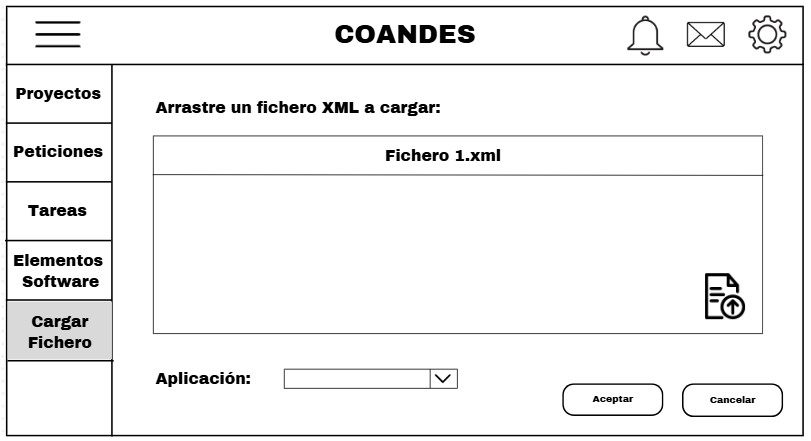 COANDES
Proyectos
Peticiones
Tareas
Elementos
Software
Cargar
Fichero
Arrastre un fichero XML a cargar:
Fichero 1.xml
Aplicación:
Aceptar
Cancelar